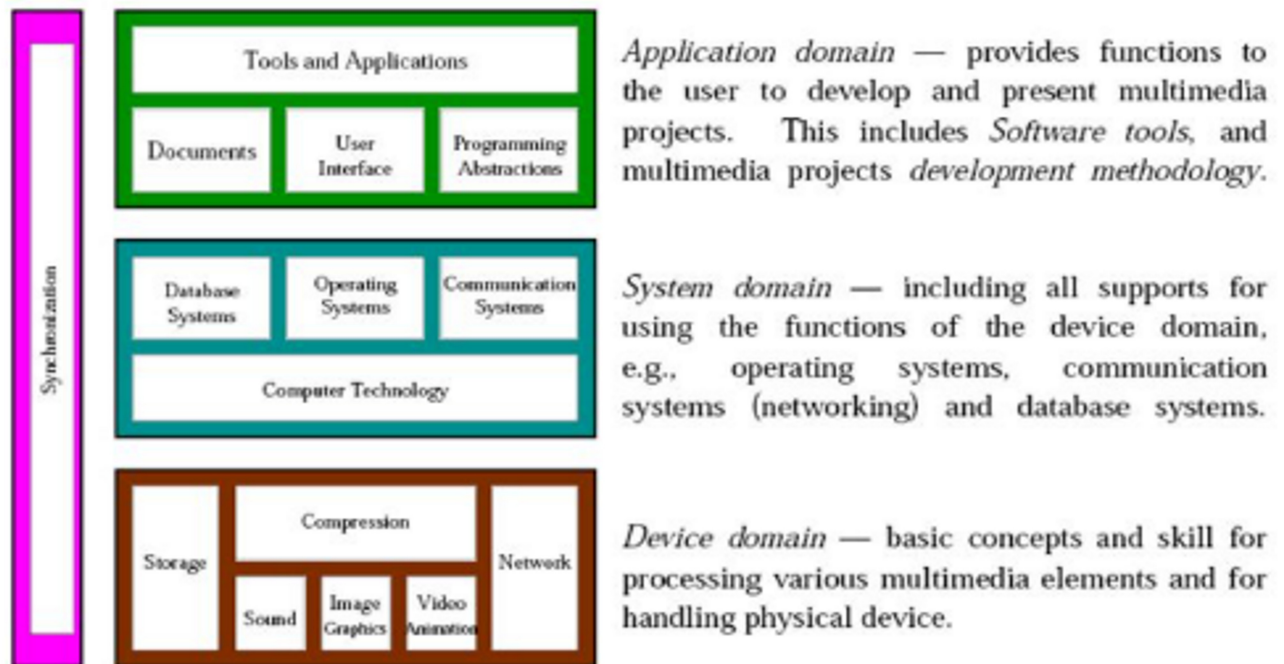 Synchronization
Tools and Applications
Documents
User
Interface
Programming
Abstractions
Application domain — provides functions to
the user to develop and present multimedia
projects. This includes Software tools, and
multimedia projects development methodology.
Database
Systems
Operating
Systems
Communication
Systems
Computer Technology
System domain — including all supports for
using the functions of the device domain,
e.g., operating systems, communication
systems (networking) and database systems.
Storage
Compression
Sound
Image
Graphics
Video
Animation
Network
Device domain — basic concepts and skill for
processing various multimedia elements and for
handling physical device.